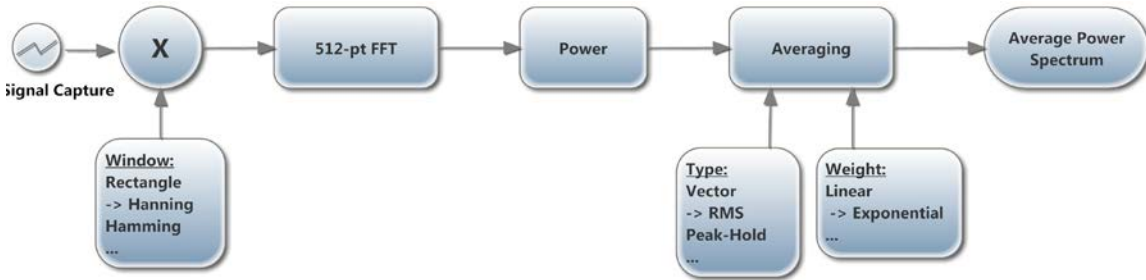 X
512-pt FFT
Power
Averaging
Average Power
Spectrum
Signal Capture
Window:
Rectangle
-> Hanning
Hamming
...
Type:
Vector
-> RMS
Peak-Hold
...
Weight:
Linear
-> Exponential
...